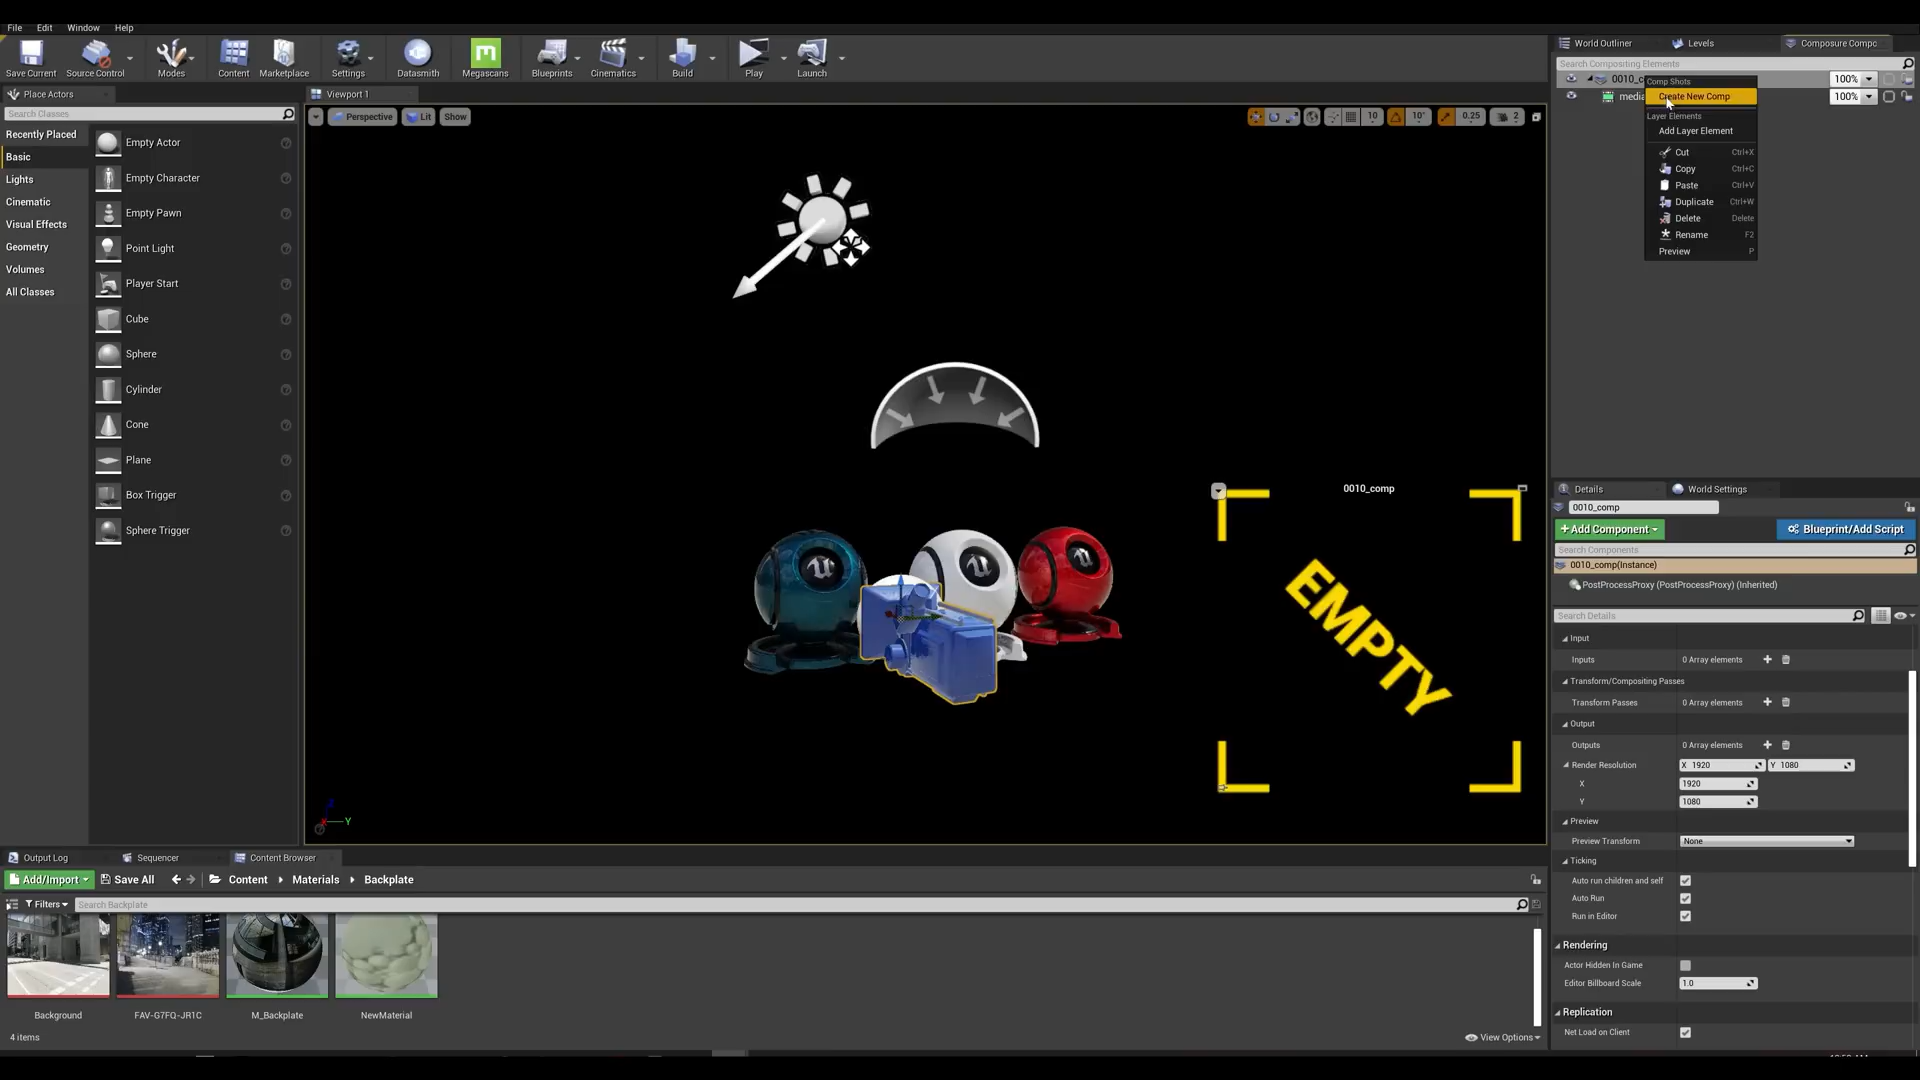 File Edit Window Help
Save Current Source Control Modes Content Marketplace Settings Datasmith Megascans Blueprints Cinematics Build Play Launch
World Outliner Levels Composure Compc
Search Compositing Elements
0010_c 100%
media 100%
Comp Shots
Create New Comp
Layer Elements
Add Layer Element
Cut Ctrl+X
Copy Ctrl+C
Paste Ctrl+V
Duplicate Ctrl+W
Delete Delete
Rename F2
Preview P
Place Actors
Search Classes
Recently Placed
Basic
Lights
Cinematic
Visual Effects
Geometry
Volumes
All Classes
Empty Actor
Empty Character
Empty Pawn
Point Light
Player Start
Cube
Sphere
Cylinder
Cone
Plane
Box Trigger
Sphere Trigger
Viewport 1
Perspective Lit Show
10 10° 0.25 2
0010_comp
EMPTY
Z
X Y
Details World Settings
0010_comp
+ Add Component Blueprint/Add Script
Search Components
0010_comp(Instance)
PostProcessProxy (PostProcessProxy) (Inherited)
Search Details
Input
Inputs 0 Array elements
Transform/Compositing Passes
Transform Passes 0 Array elements
Output
Outputs 0 Array elements
Render Resolution X 1920 Y 1080
X 1920
Y 1080
Preview
Preview Transform None
Ticking
Auto run children and self
Auto Run
Run in Editor
Rendering
Actor Hidden In Game
Editor Billboard Scale 1.0
Replication
Net Load on Client
Output Log Sequencer Content Browser
Add/Import Save All Content Materials Backplate
Filters Search Backplate
Background
FAV-G7FQ-JR1C
M_Backplate
NewMaterial
4 items
View Options